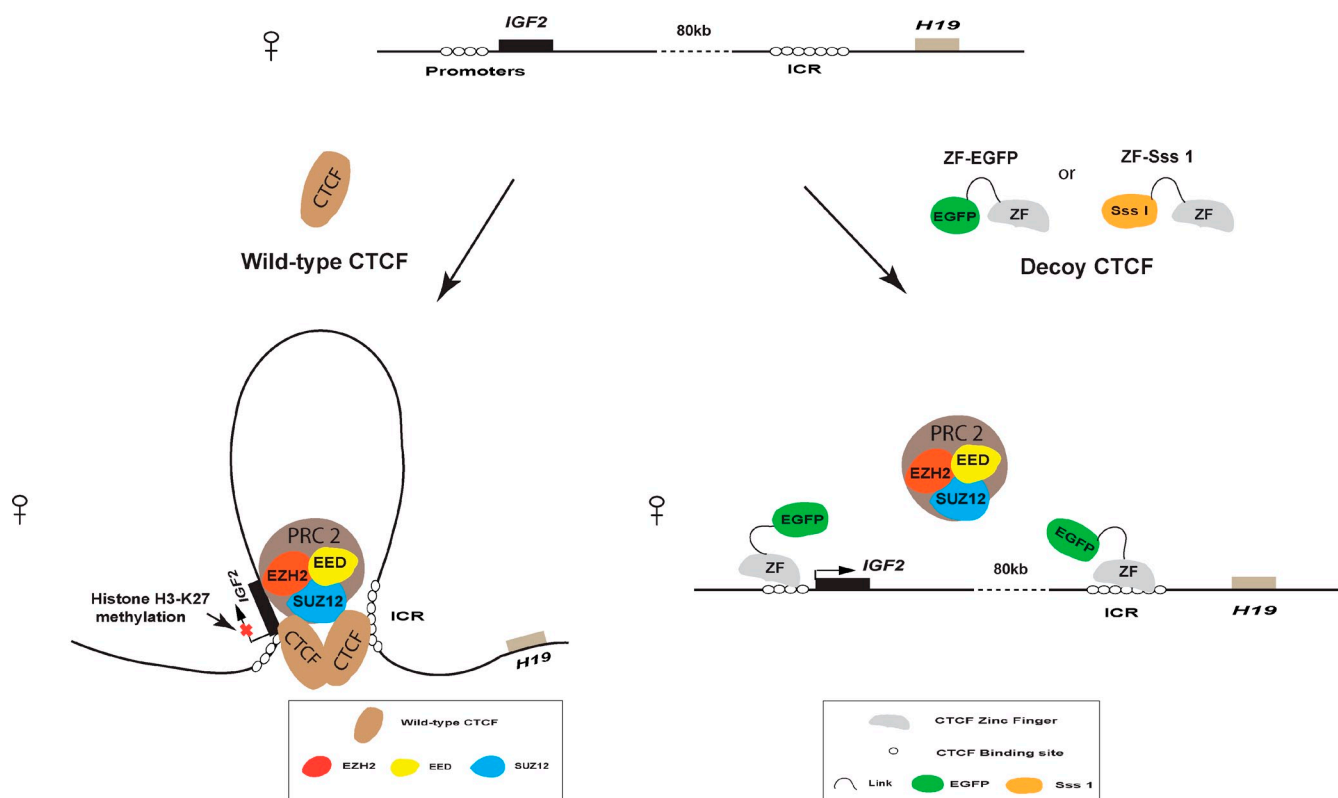 ♀
IGF2
80kb
H19
Promoters
ICR
CTCF
Wild-type CTCF
ZF-EGFP
or
ZF-Sss 1
EGFP
ZF
Sss I
ZF
Decoy CTCF
♀
PRC 2
EZH2
EED
SUZ12
IGF2
Histone H3-K27
methylation
CTCF
CTCF
ICR
H19
Wild-type CTCF
EZH2
EED
SUZ12
♀
PRC 2
EZH2
EED
SUZ12
EGFP
ZF
IGF2
80kb
EGFP
ZF
ICR
H19
CTCF Zinc Finger
CTCF Binding site
Link
EGFP
Sss 1